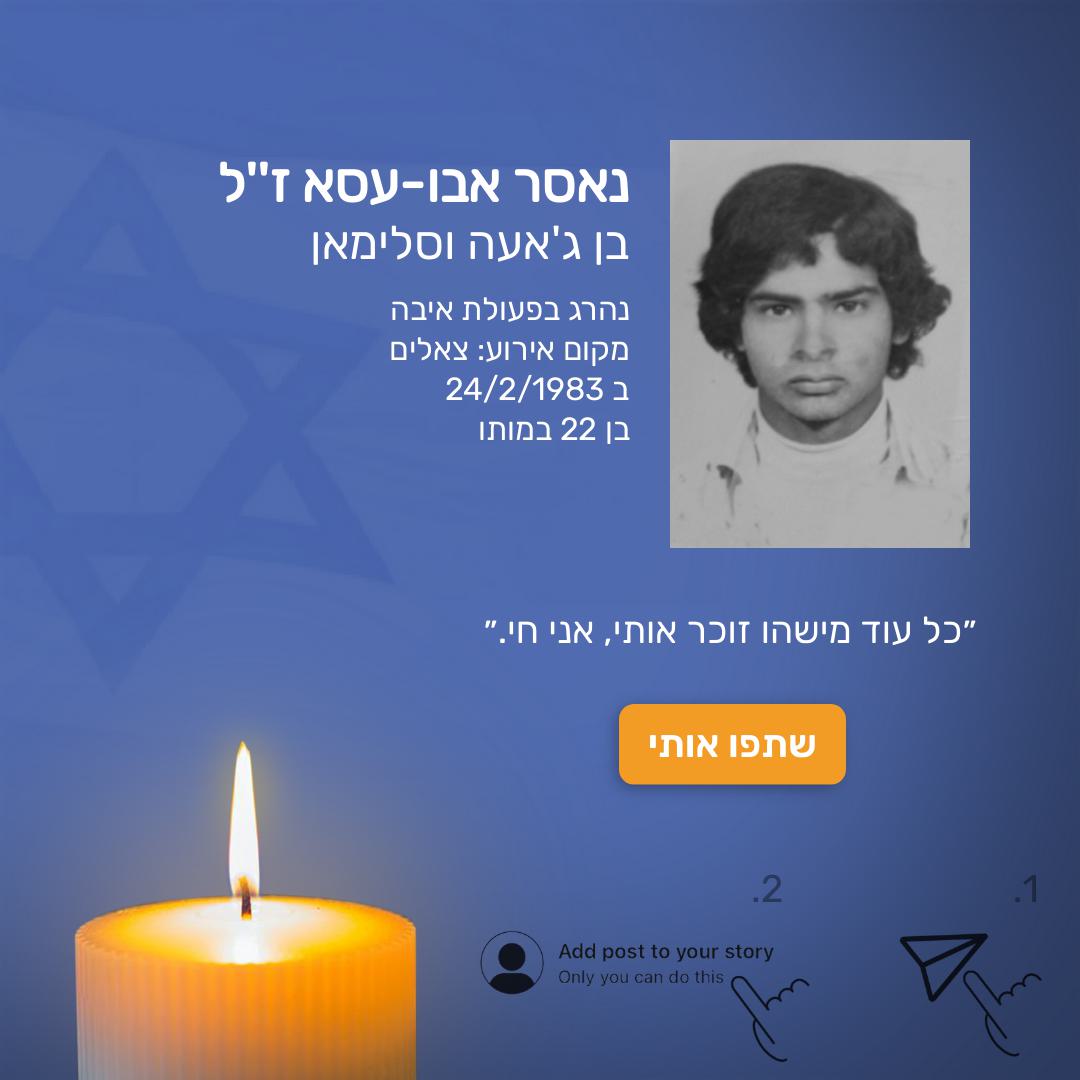 נאסר אבו-עסא ז"ל
בן ג'אעה וסלימאן
נהרג בפעולת איבה
מקום אירוע: צאלים
ב 24/2/1983
בן 22 במותו
״כל עוד מישהו זוכר אותי, אני חי.״
שתפו אותי
1.
2.
Add post to your story
Only you can do this